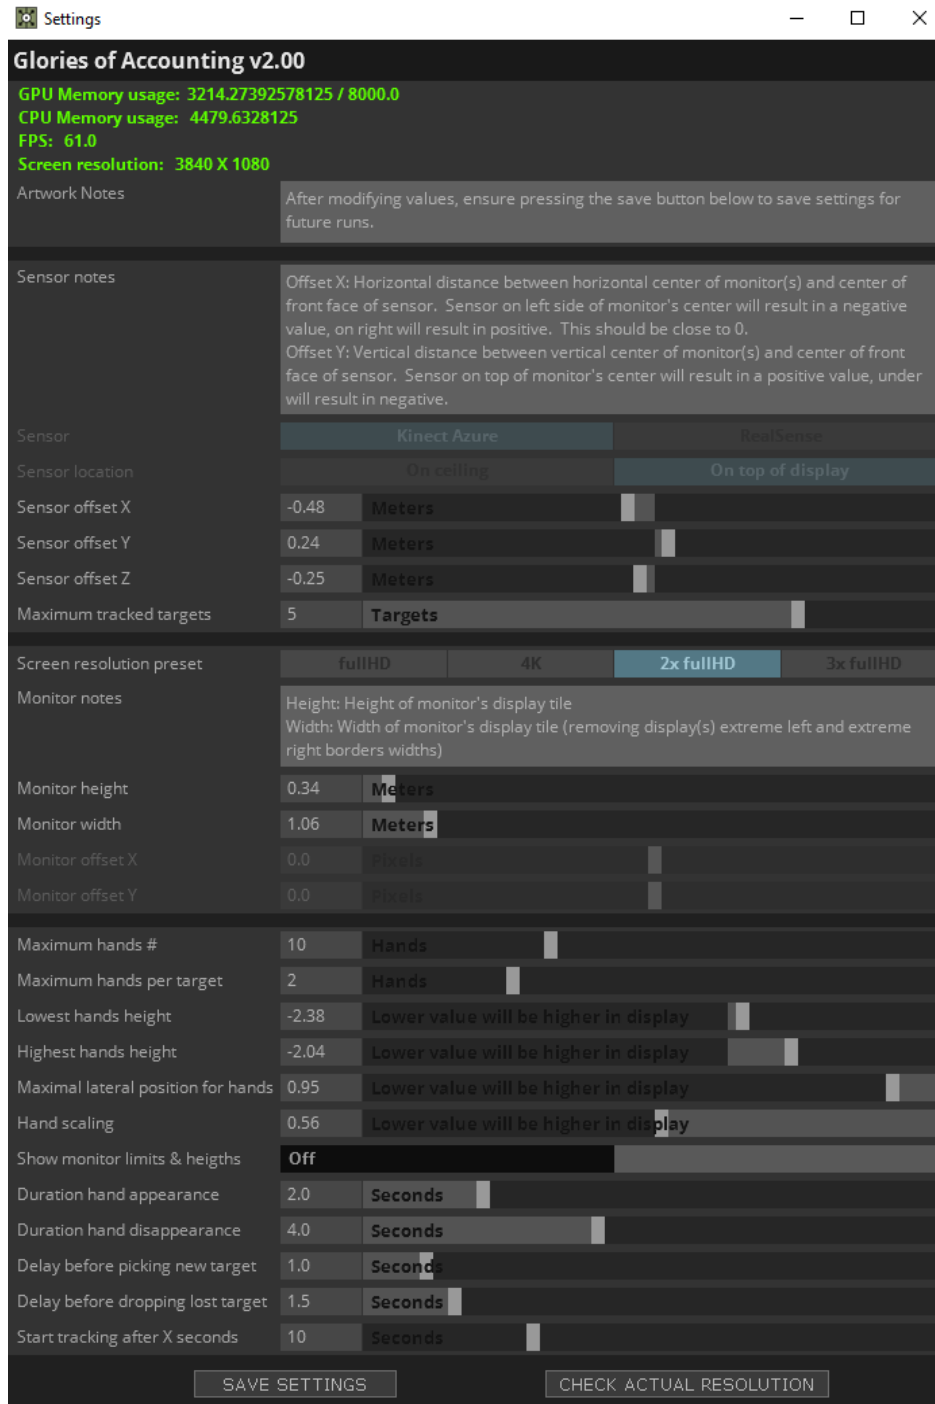 Settings
Glories of Accounting v2.00
GPU Memory usage: 3214.27392578125 / 8000.0
CPU Memory usage: 4479.6328125
FPS: 61.0
Screen resolution: 3840 X 1080
Artwork Notes
After modifying values, ensure pressing the save button below to save settings for
future runs.
Sensor notes
Offset X: Horizontal distance between horizontal center of monitor(s) and center of
front face of sensor. Sensor on left side of monitor's center will result in a negative
value, on right will result in positive. This should be close to 0.
Offset Y: Vertical distance between vertical center of monitor(s) and center of front
face of sensor. Sensor on top of monitor's center will result in a positive value, under
will result in negative.
Sensor Kinect Azure RealSense
Sensor location On ceiling On top of display
Sensor offset X -0.48 Meters
Sensor offset Y 0.24 Meters
Sensor offset Z -0.25 Meters
Maximum tracked targets 5 Targets
Screen resolution preset fullHD 4K 2x fullHD 3x fullHD
Monitor notes
Height: Height of monitor's display tile
Width: Width of monitor's display tile (removing display(s) extreme left and extreme
right borders widths)
Monitor height 0.34 Meters
Monitor width 1.06 Meters
Monitor offset X 0.0 Pixels
Monitor offset Y 0.0 Pixels
Maximum hands # 10 Hands
Maximum hands per target 2 Hands
Lowest hands height -2.38 Lower value will be higher in display
Highest hands height -2.04 Lower value will be higher in display
Maximal lateral position for hands 0.95 Lower value will be higher in display
Hand scaling 0.56 Lower value will be higher in display
Show monitor limits & heigths Off
Duration hand appearance 2.0 Seconds
Duration hand disappearance 4.0 Seconds
Delay before picking new target 1.0 Seconds
Delay before dropping lost target 1.5 Seconds
Start tracking after X seconds 10 Seconds
SAVE SETTINGS CHECK ACTUAL RESOLUTION